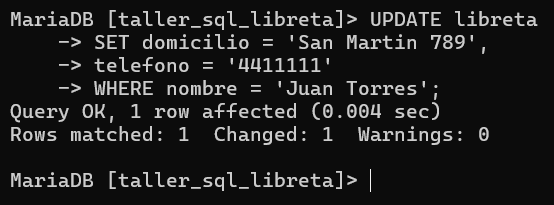 MariaDB [taller_sql_libreta]> UPDATE libreta
    -> SET domicilio = 'San Martin 789',
    -> telefono = '4411111'
    -> WHERE nombre = 'Juan Torres';
Query OK, 1 row affected (0.004 sec)
Rows matched: 1  Changed: 1  Warnings: 0
MariaDB [taller_sql_libreta]>